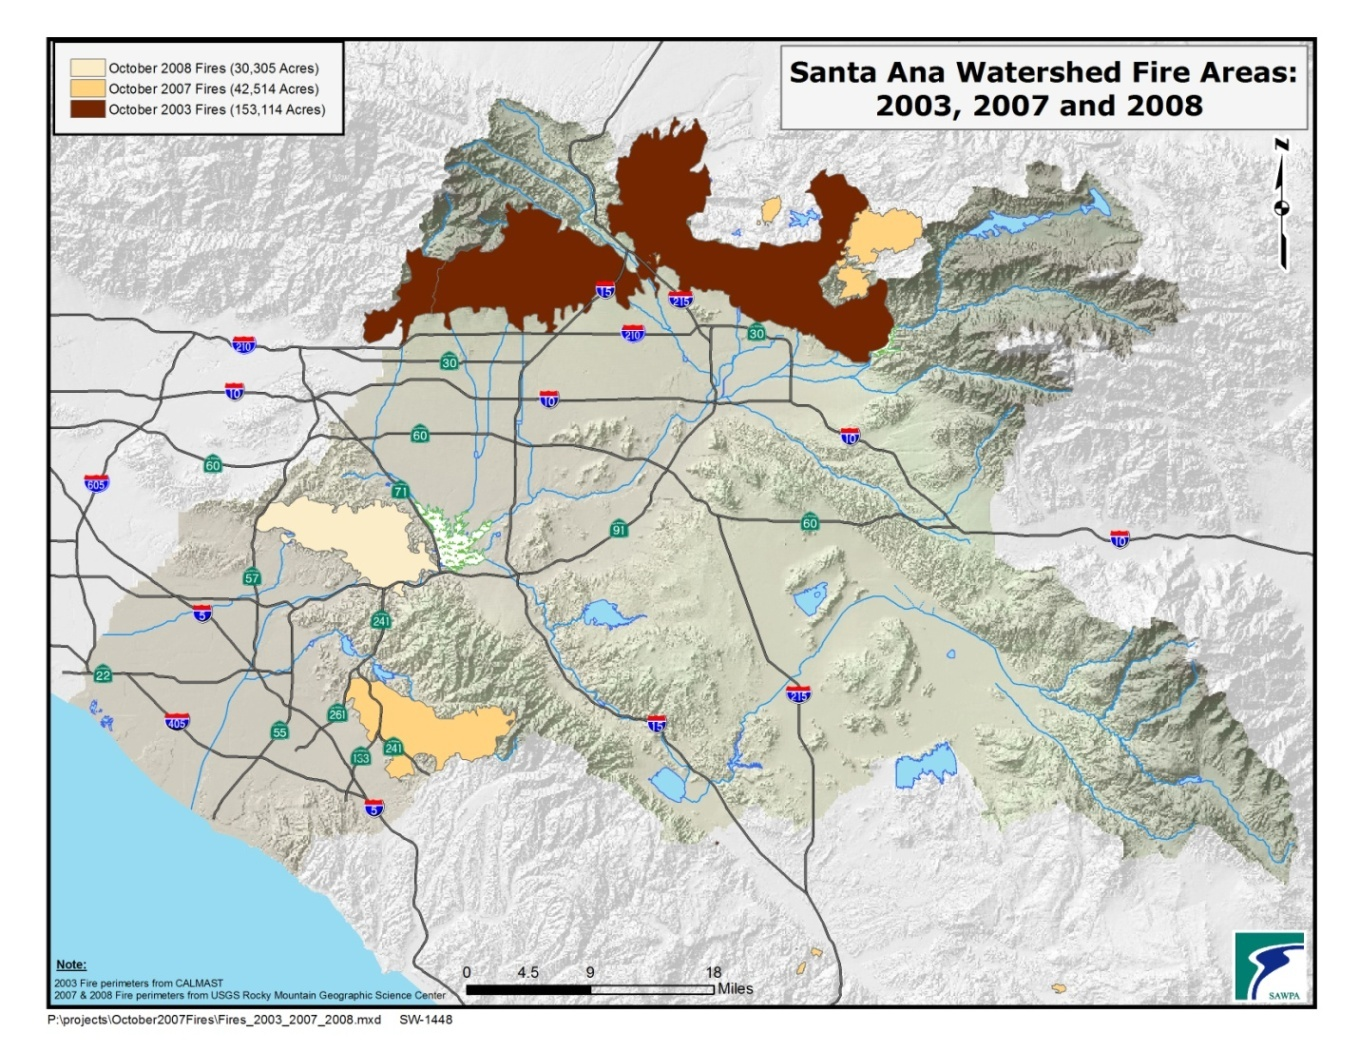 October 2008 Fires (30,305 Acres)
October 2007 Fires (42,514 Acres)
October 2003 Fires (153,114 Acres)
Santa Ana Watershed Fire Areas:
2003, 2007 and 2008
N
15
215
210
210
30
30
10
10
60
10
60
605
71
91
60
10
57
5
241
22
215
261
405
15
55
241
133
5
Note:
2003 Fire perimeters from CALMAST
2007 & 2008 Fire perimeters from USGS Rocky Mountain Geographic Science Center
0 4.5 9 18
Miles
SAWPA
P:\projects\October2007Fires\Fires_2003_2007_2008.mxd SW-1448